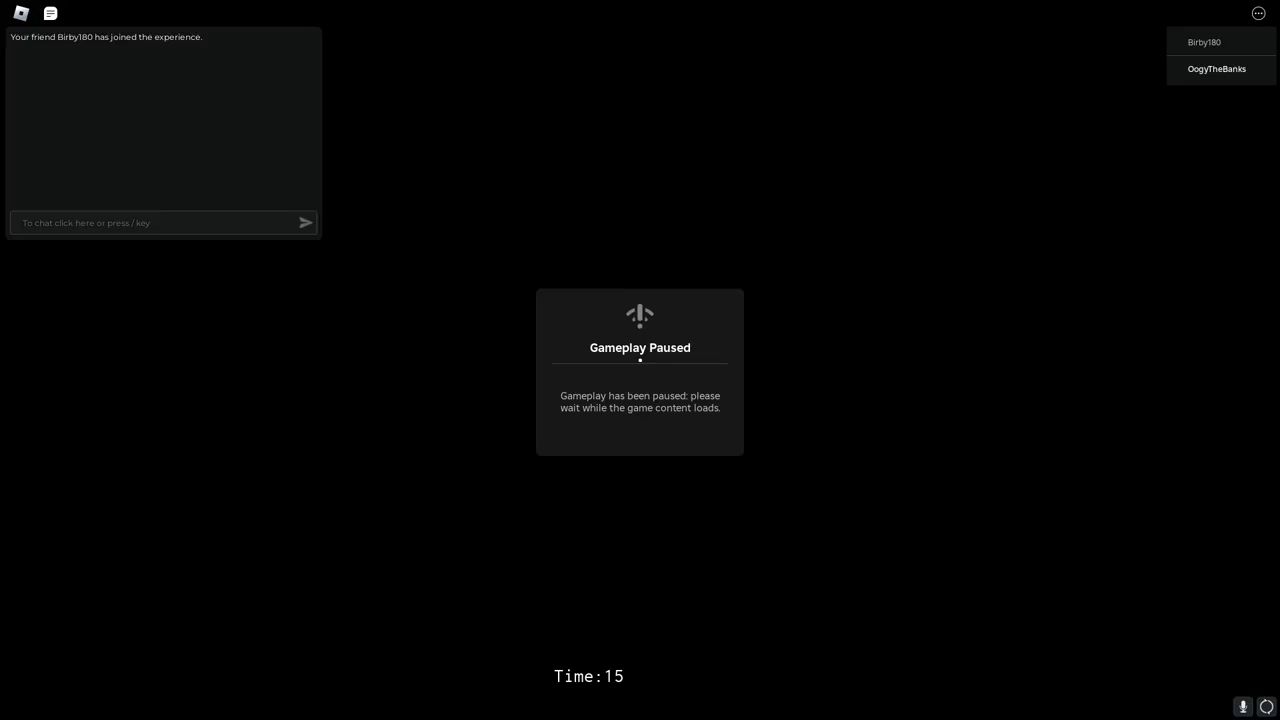 Your friend Birby180 has joined the experience.
Birby180
OogyTheBanks
To chat click here or press / key
Gameplay Paused
Gameplay has been paused: please
wait while the game content loads.
Time:15